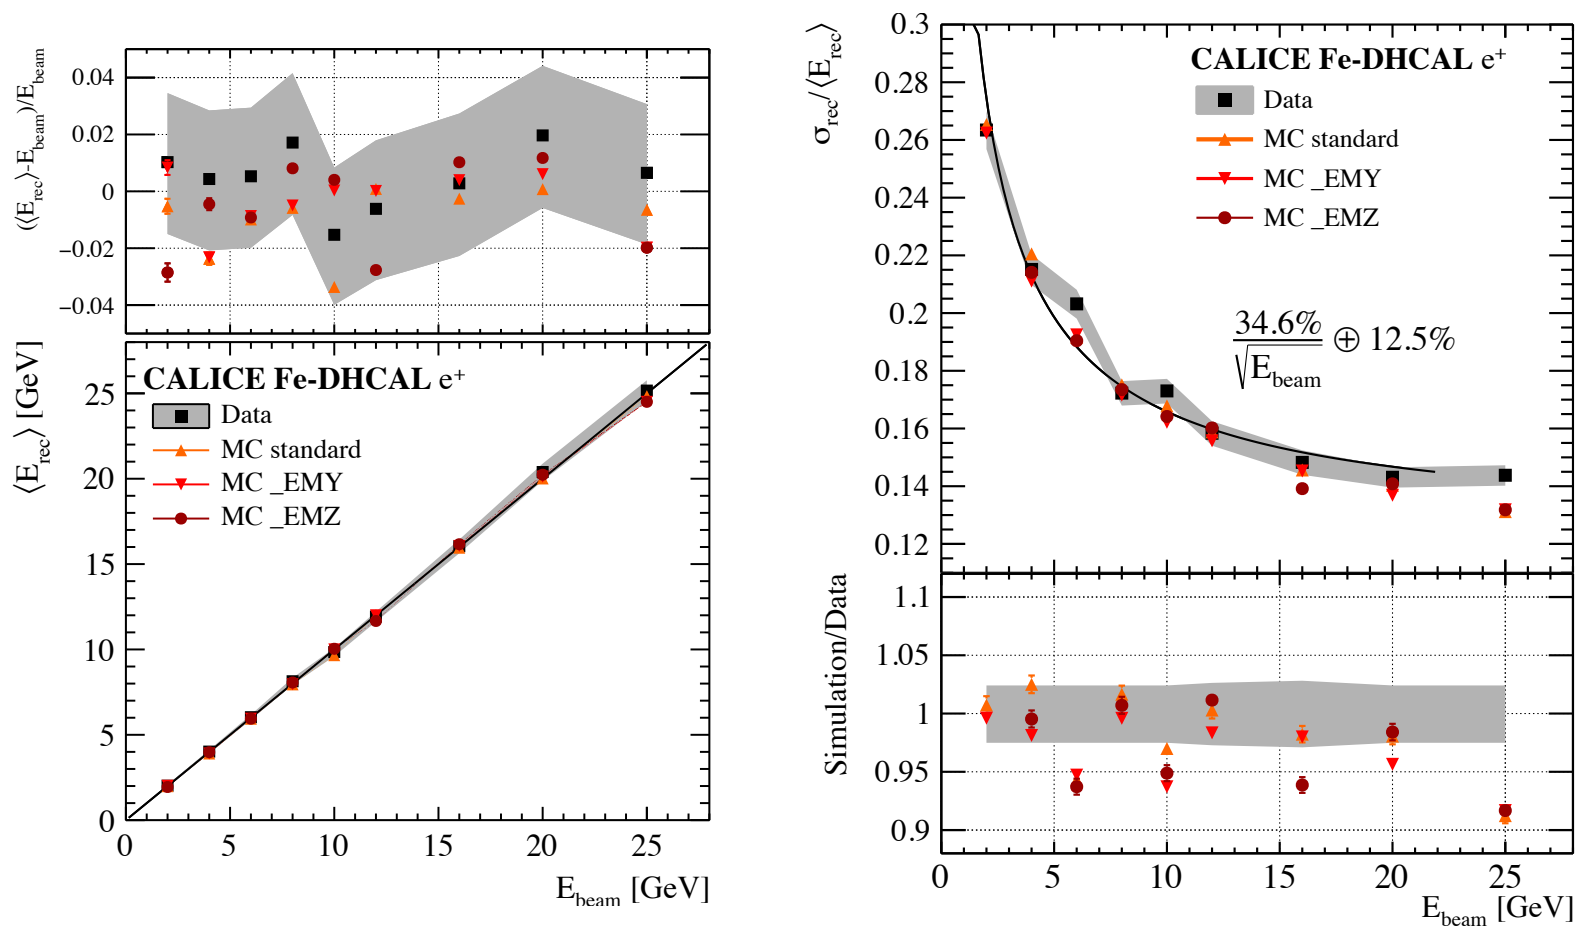 (⟨E_rec⟩-E_beam)/E_beam
0.04
0.02
0
−0.02
−0.04
⟨E_rec⟩ [GeV]
CALICE Fe-DHCAL e⁺
Data
MC standard
MC _EMY
MC _EMZ
25
20
15
10
5
0
0 5 10 15 20 25
E_beam [GeV]
σ_rec/⟨E_rec⟩
0.3
0.28
0.26
0.24
0.22
0.2
0.18
0.16
0.14
0.12
CALICE Fe-DHCAL e⁺
Data
MC standard
MC _EMY
MC _EMZ
34.6%/√E_beam ⊕ 12.5%
Simulation/Data
1.1
1.05
1
0.95
0.9
0 5 10 15 20 25
E_beam [GeV]